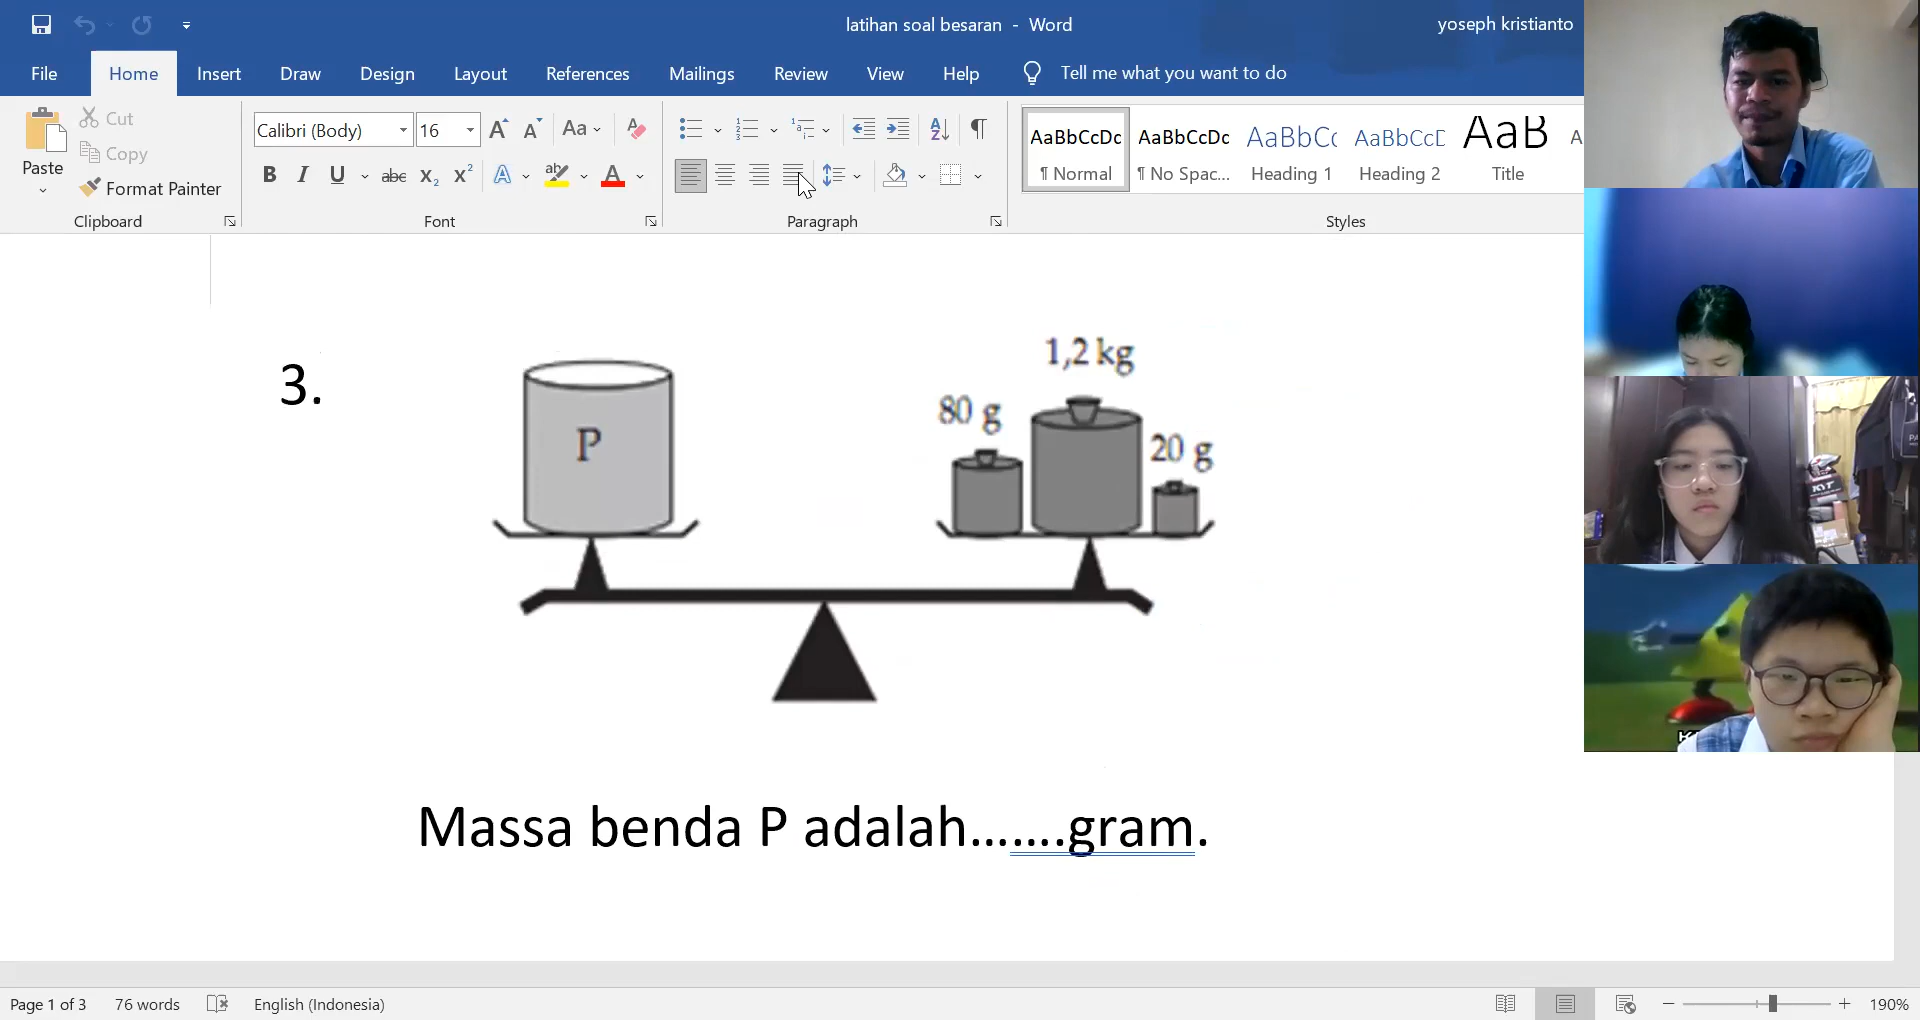 latihan soal besaran - Word
yoseph kristianto
File Home Insert Draw Design Layout References Mailings Review View Help Tell me what you want to do
Paste
Cut
Copy
Format Painter
Clipboard
Calibri (Body) 16
Font
Paragraph
AaBbCcDc AaBbCcDc AaBbCc AaBbCcD AaB
¶ Normal ¶ No Spac... Heading 1 Heading 2 Title
Styles
3.
P
80 g
1,2 kg
20 g
Massa benda P adalah.......gram.
KYT
Page 1 of 3 76 words English (Indonesia) 190%